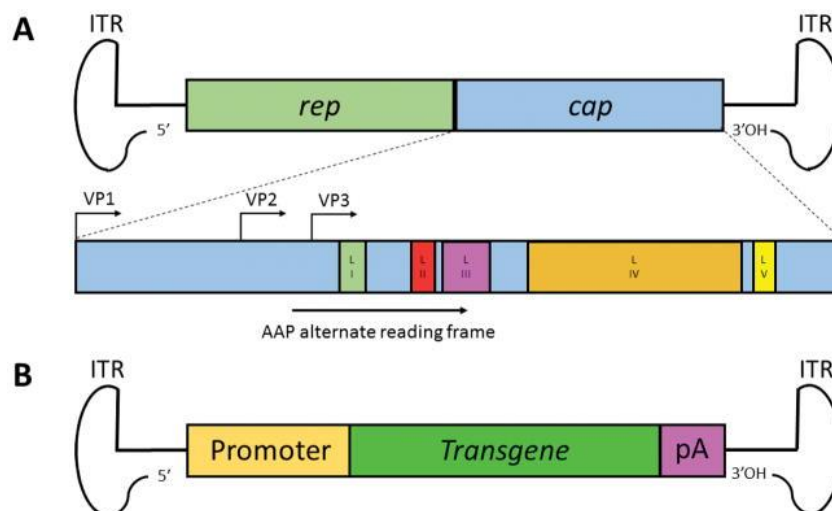 A
ITR
ITR
rep
cap
5'
3'OH
VP1
VP2
VP3
L
I
L
II
L
III
L
IV
L
V
AAP alternate reading frame
B
ITR
ITR
Promoter
Transgene
pA
5'
3'OH